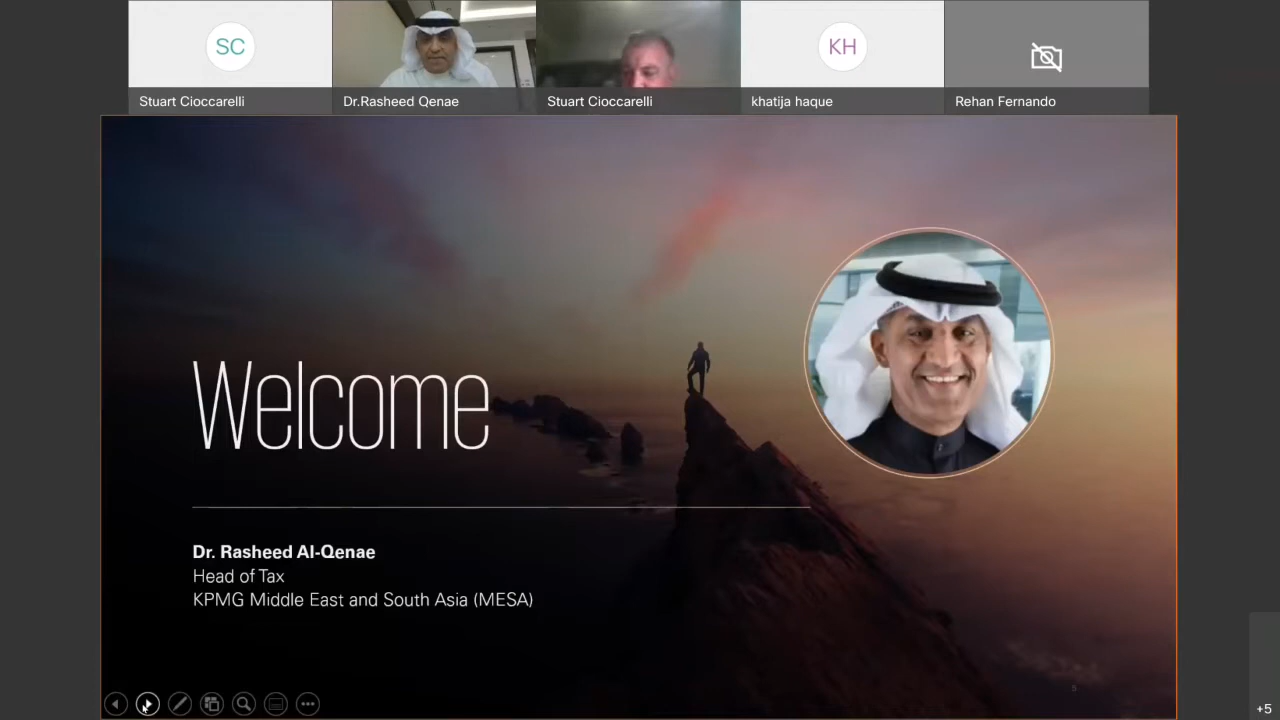 SC
KH
Stuart Cioccarelli
Dr.Rasheed Qenae
Stuart Cioccarelli
khatija haque
Rehan Fernando
Welcome
Dr. Rasheed Al-Qenae
Head of Tax
KPMG Middle East and South Asia (MESA)
5
+5